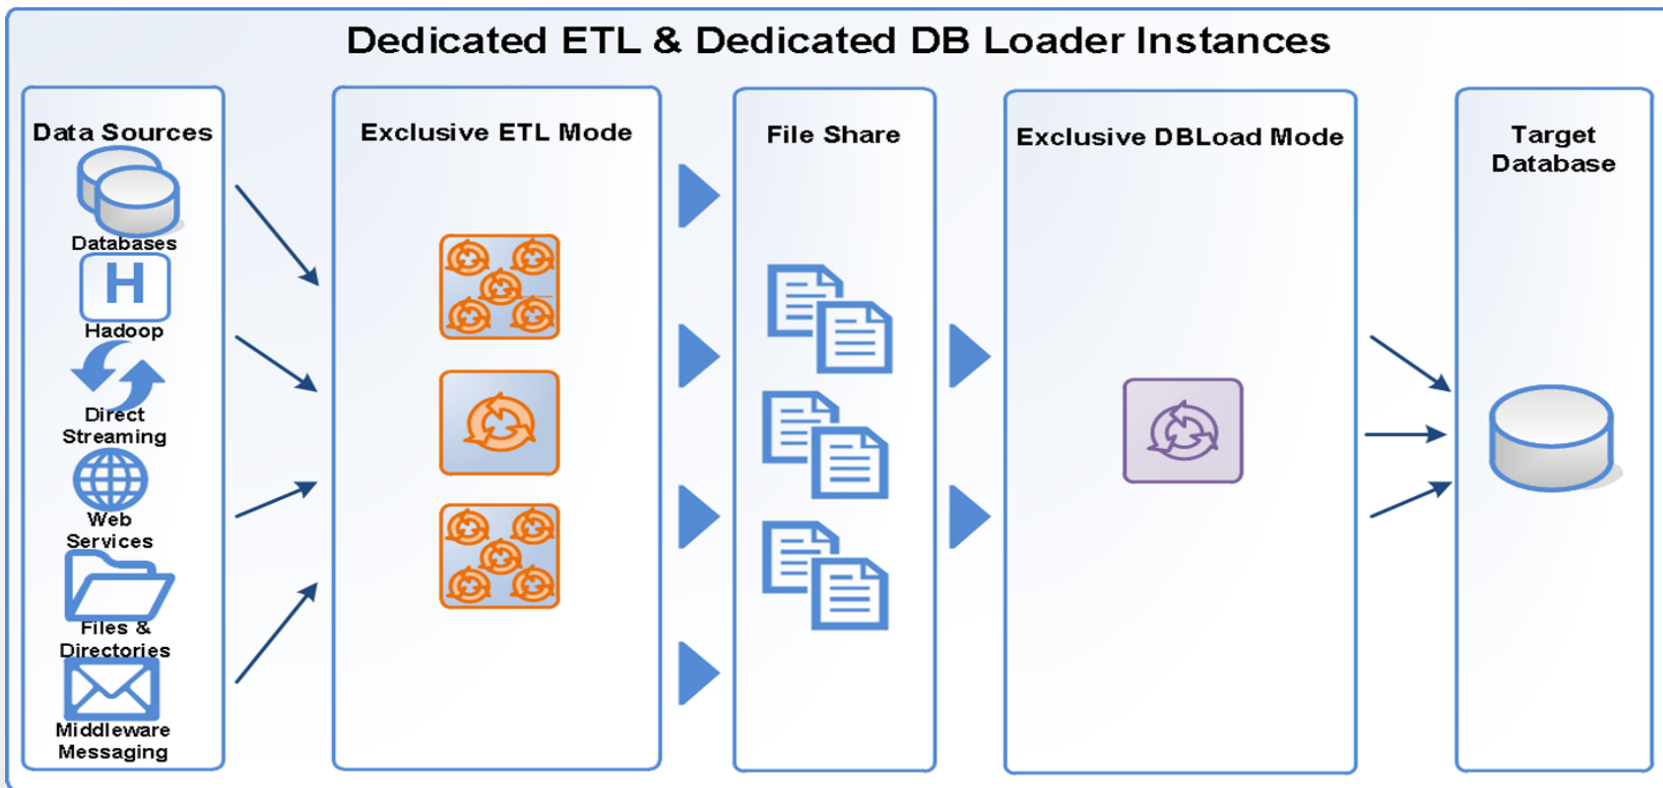 Dedicated ETL & Dedicated DB Loader Instances
Data Sources
Databases
H
Hadoop
Direct
Streaming
Web
Services
Files &
Directories
Middleware
Messaging
Exclusive ETL Mode
File Share
Exclusive DBLoad Mode
Target
Database